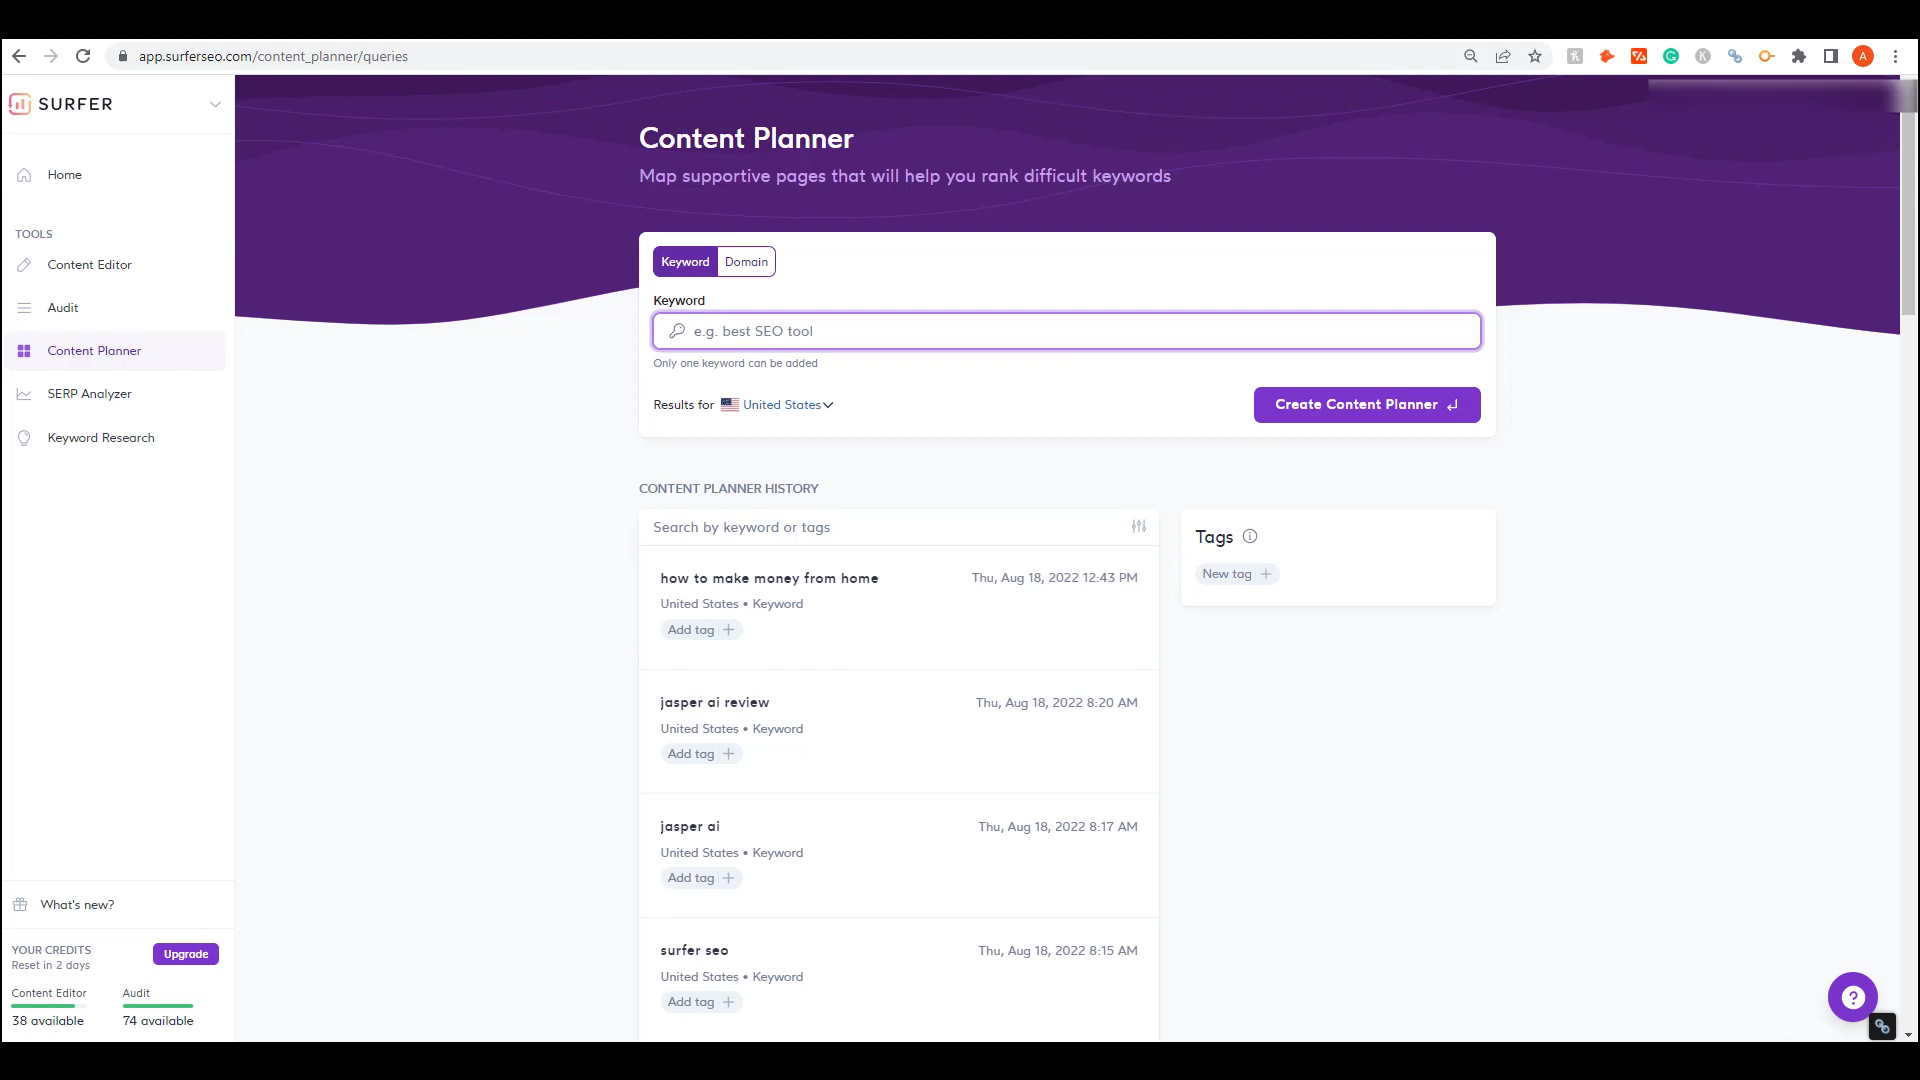 app.surferseo.com/content_planner/queries
A
SURFER
Home
TOOLS
Content Editor
Audit
Content Planner
SERP Analyzer
Keyword Research
What's new?
YOUR CREDITS
Reset in 2 days
Upgrade
Content Editor
Audit
38 available
74 available
Content Planner
Map supportive pages that will help you rank difficult keywords
Keyword
Domain
Keyword
e.g. best SEO tool
Only one keyword can be added
Results for United States
Create Content Planner
CONTENT PLANNER HISTORY
Search by keyword or tags
how to make money from home
Thu, Aug 18, 2022 12:43 PM
United States • Keyword
Add tag +
jasper ai review
Thu, Aug 18, 2022 8:20 AM
United States • Keyword
Add tag +
jasper ai
Thu, Aug 18, 2022 8:17 AM
United States • Keyword
Add tag +
surfer seo
Thu, Aug 18, 2022 8:15 AM
United States • Keyword
Add tag +
Tags
New tag +
?